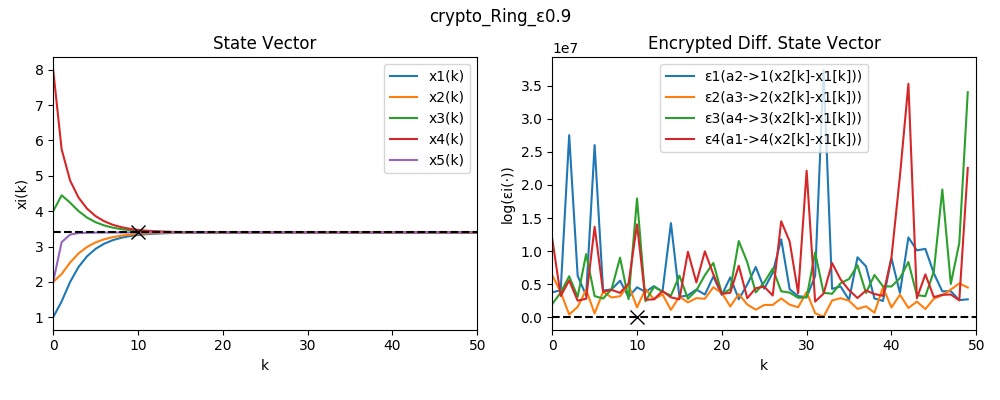 crypto_Ring_ε0.9
State Vector
8
7
6
5
4
3
2
1
xi(k)
0 10 20 30 40 50
k
x1(k)
x2(k)
x3(k)
x4(k)
x5(k)
Encrypted Diff. State Vector
1e7
3.5
3.0
2.5
2.0
1.5
1.0
0.5
0.0
log(εi(·))
0 10 20 30 40 50
k
ε1(a2->1(x2[k]-x1[k]))
ε2(a3->2(x2[k]-x1[k]))
ε3(a4->3(x2[k]-x1[k]))
ε4(a1->4(x2[k]-x1[k]))